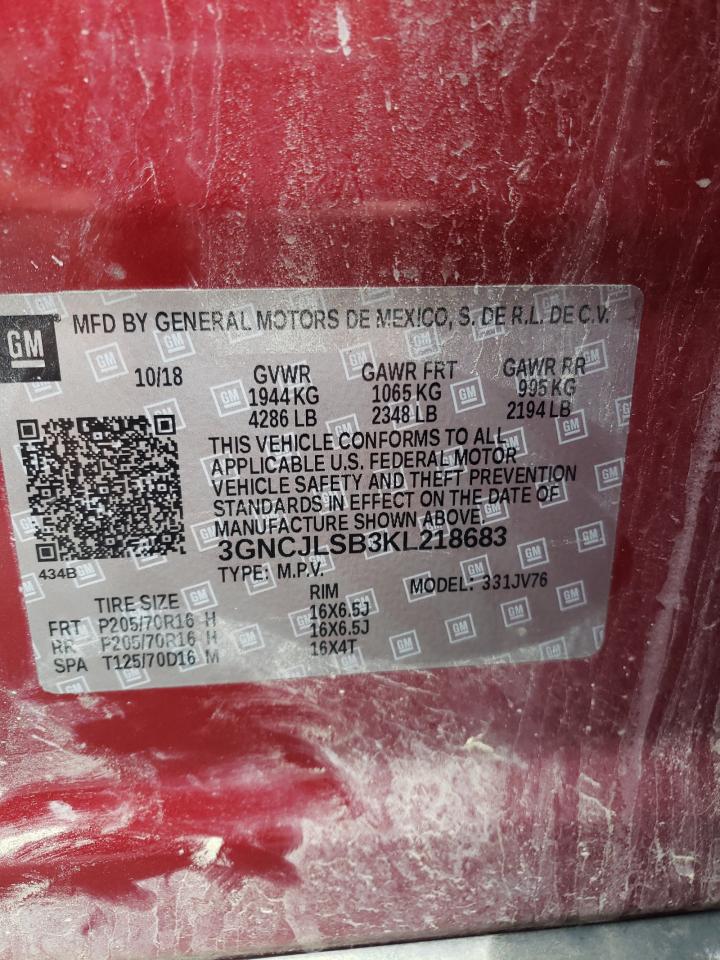 GM
MFD BY GENERAL MOTORS DE MEXICO, S. DE R.L. DE C.V.
10/18 GVWR GAWR FRT GAWR RR
1944 KG 1065 KG 995 KG
4286 LB 2348 LB 2194 LB
THIS VEHICLE CONFORMS TO ALL
APPLICABLE U.S. FEDERAL MOTOR
VEHICLE SAFETY AND THEFT PREVENTION
STANDARDS IN EFFECT ON THE DATE OF
MANUFACTURE SHOWN ABOVE.
3GNCJLSB3KL218683
434B TYPE: M.P.V. MODEL: 331JV76
TIRE SIZE RIM
FRT P205/70R16 H 16X6.5J
RR P205/70R16 H 16X6.5J
SPA T125/70D16 M 16X4T